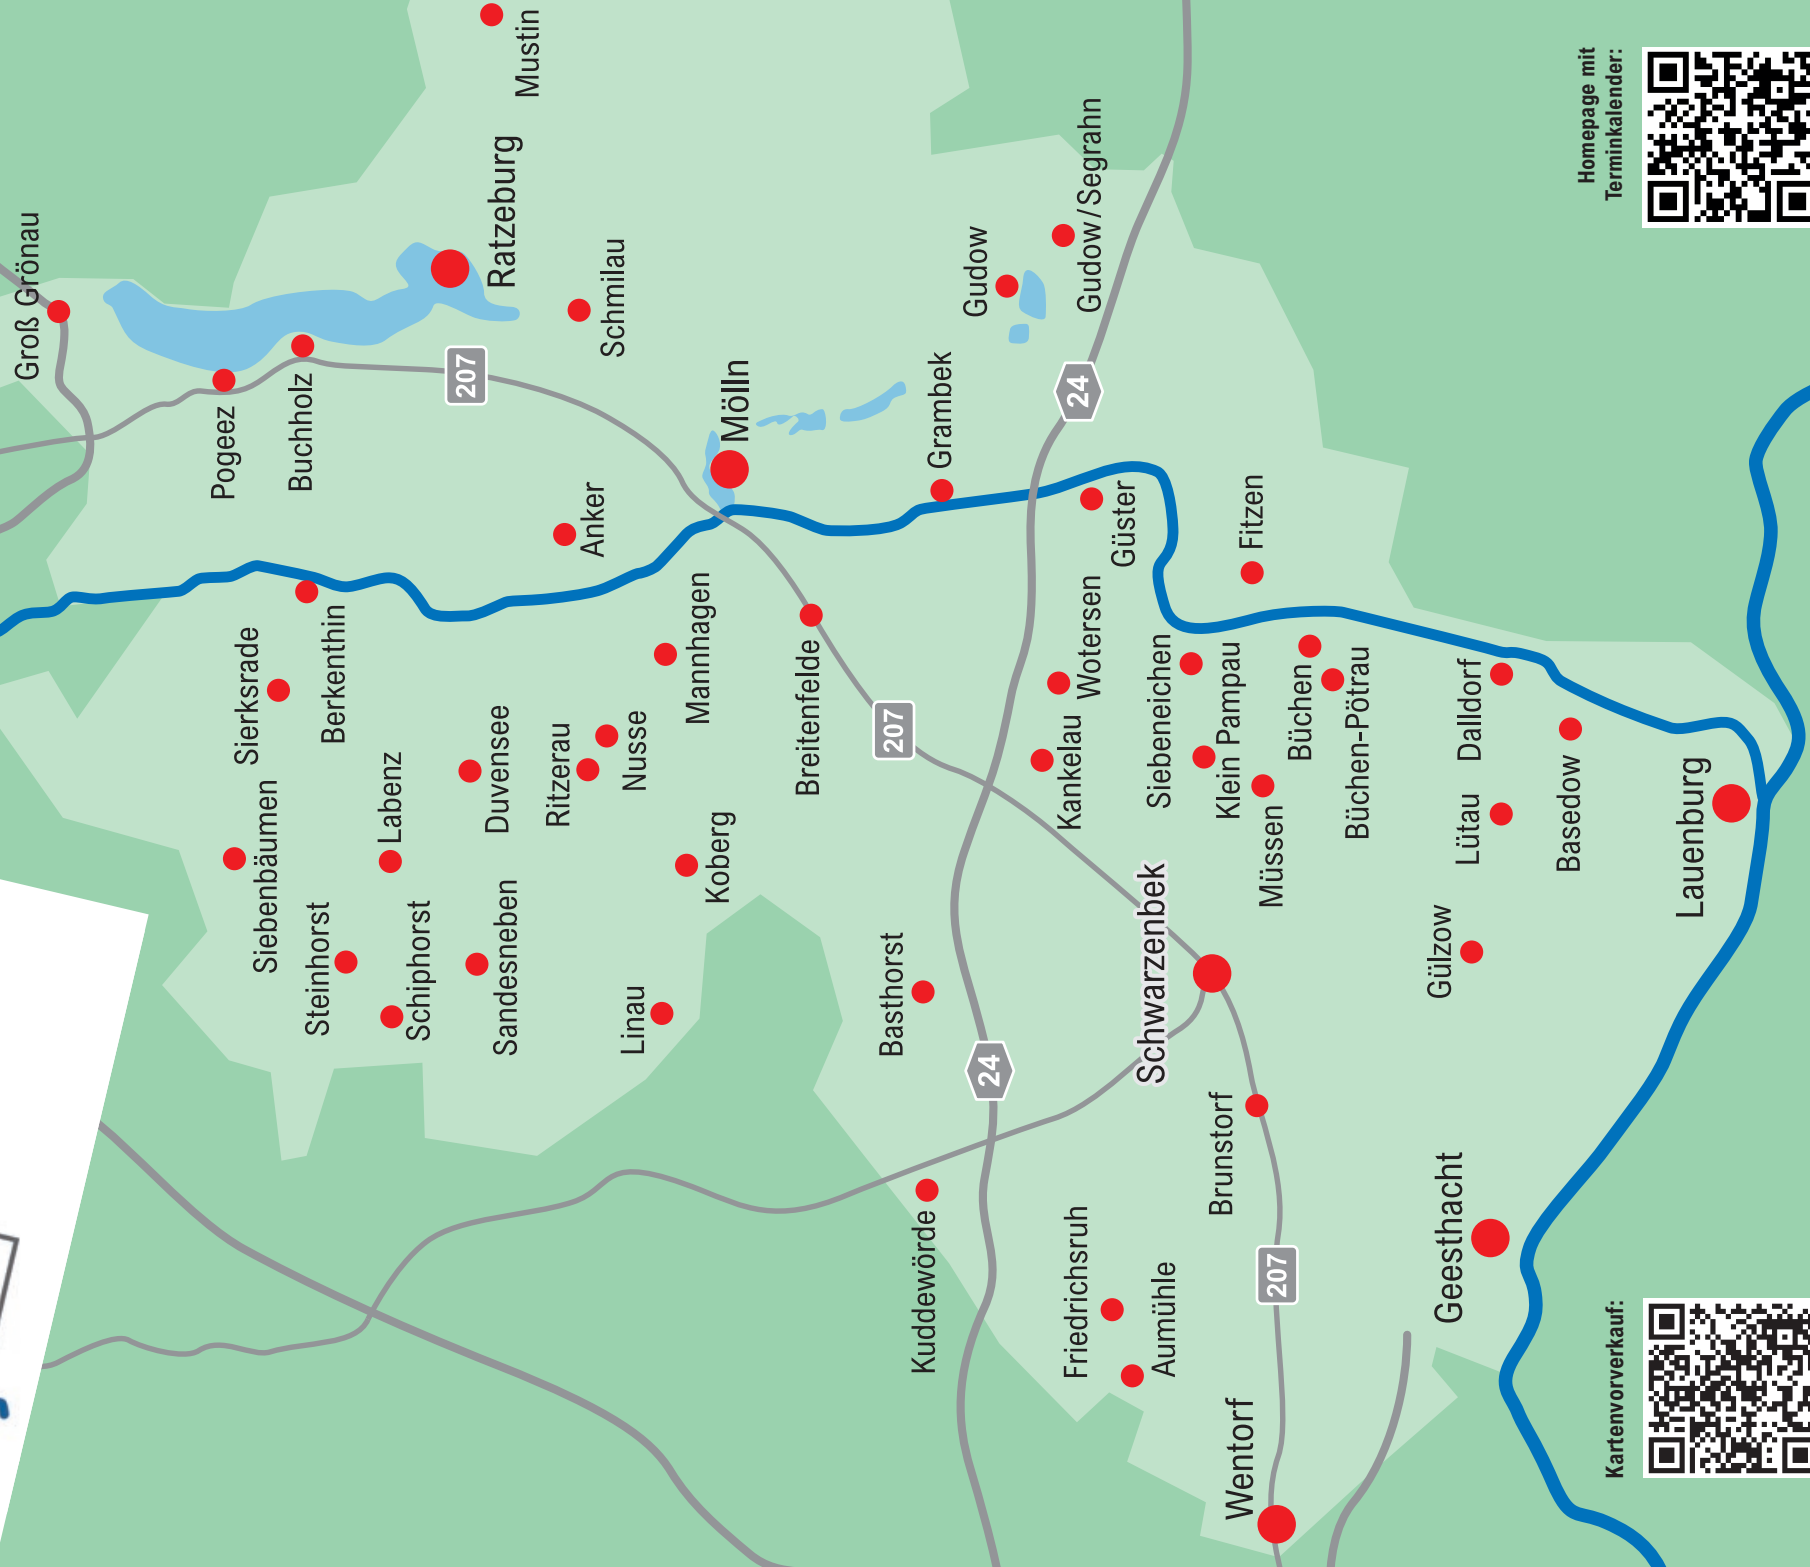 Mustin
Ratzeburg
Groß Grönau
Schmilau
Gudow
Gudow/Segrahn
Homepage mit
Terminkalender:
207
Pogeez
Buchholz
Mölln
Grambek
24
Anker
Güster
Fitzen
Sierksrade
Berkenthin
Mannhagen
Breitenfelde
Wotersen
Siebeneichen
Klein Pampau
Büchen
Büchen-Pötrau
Dalldorf
Siebenbäumen
Labenz
Duvensee
Ritzerau
Nusse
Koberg
207
Kankelau
Müssen
Lütau
Basedow
Lauenburg
Steinhorst
Schiphorst
Sandesneben
Linau
Basthorst
24
Schwarzenbek
Gülzow
Brunstorf
Kuddewörde
Friedrichsruh
Aumühle
207
Geesthacht
Wentorf
Kartenvorverkauf: